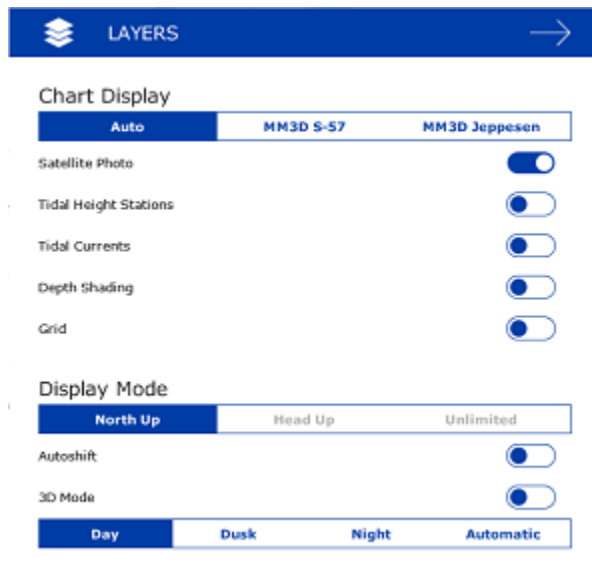 LAYERS
Chart Display
Auto MM3D S-57 MM3D Jeppesen
Satellite Photo
Tidal Height Stations
Tidal Currents
Depth Shading
Grid
Display Mode
North Up Head Up Unlimited
Autoshift
3D Mode
Day Dusk Night Automatic